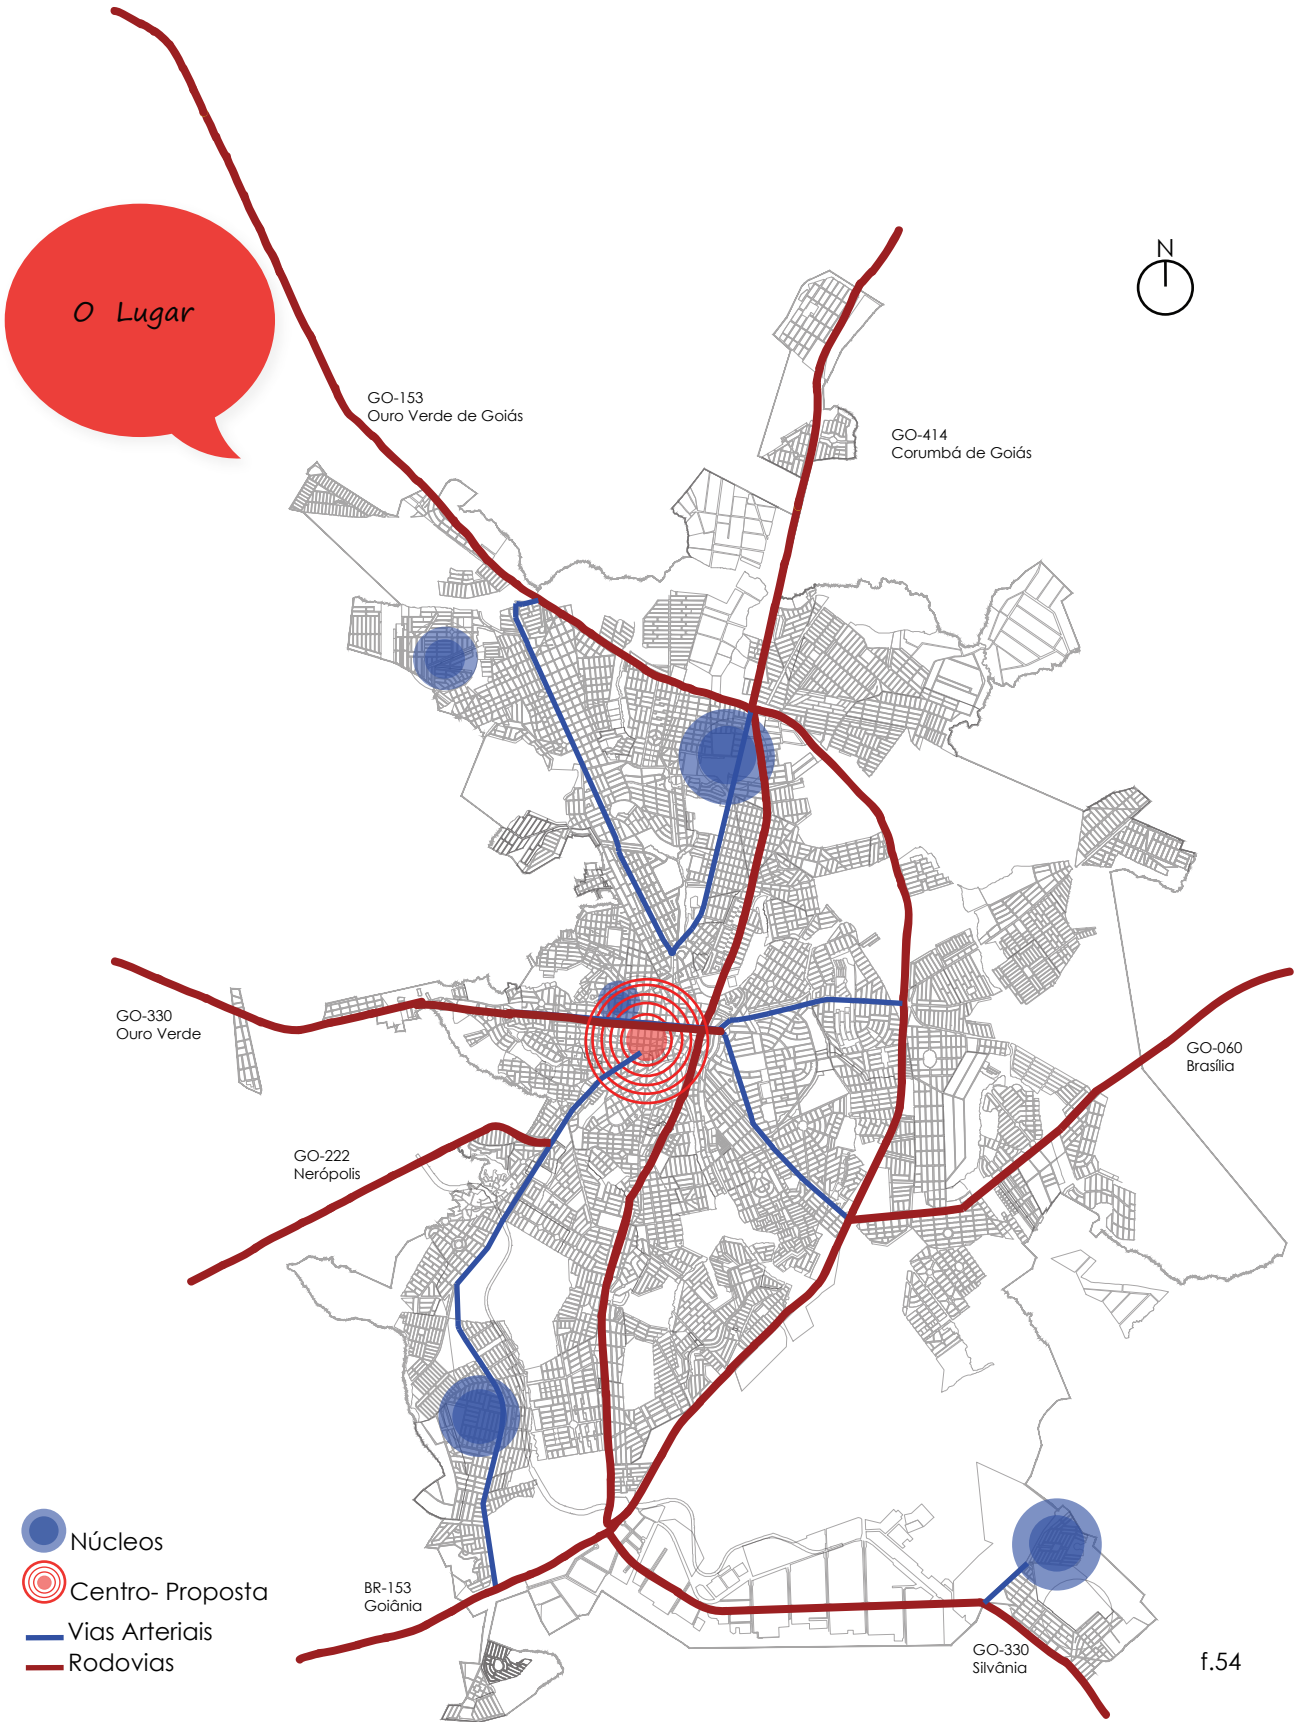 N
O Lugar
GO-153
Ouro Verde de Goiás
GO-414
Corumbá de Goiás
GO-330
Ouro Verde
GO-060
Brasília
GO-222
Nerópolis
Núcleos
Centro- Proposta
Vias Arteriais
Rodovias
BR-153
Goiânia
GO-330
Silvânia
f.54